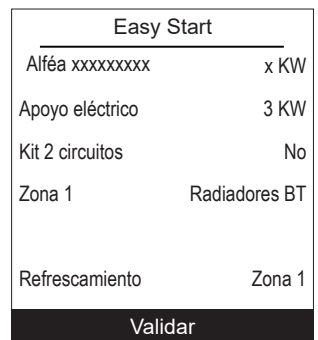 Easy Start
Alféa xxxxxxxxx x KW
Apoyo eléctrico 3 KW
Kit 2 circuitos No
Zona 1 Radiadores BT
Refrescamiento Zona 1
Validar